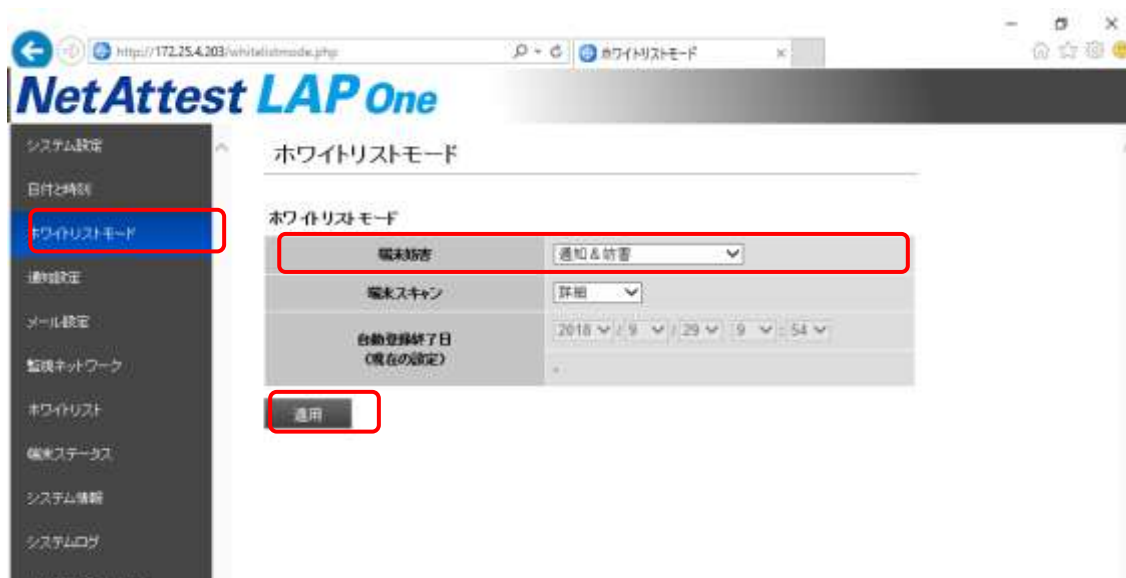 http://172.25.4.203/whitelistmode.php
ホワイトリストモード
NetAttest LAP One
システム設定
日付と時刻
ホワイトリストモード
通知設定
メール設定
監視ネットワーク
ホワイトリスト
端末ステータス
システム情報
システムログ
ホワイトリストモード
ホワイトリストモード
端末妨害 通知&妨害
端末スキャン 詳細
自動登録終了日
(現在の設定)
2018 / 9 / 29 9 : 54
-
適用